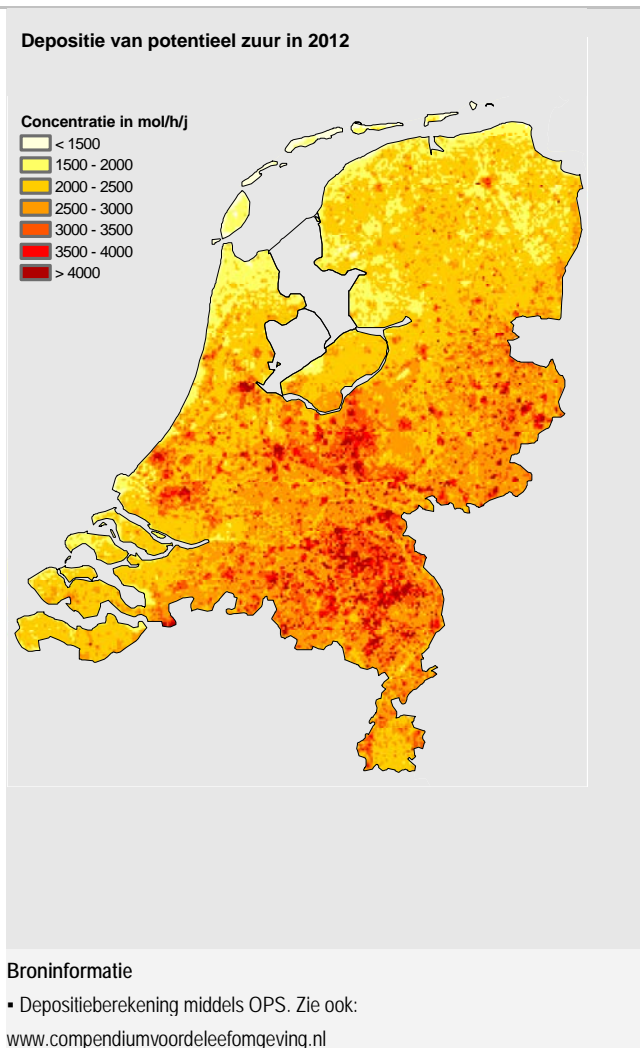 Depositie van potentieel zuur in 2012
Concentratie in mol/h/j
< 1500
1500 - 2000
2000 - 2500
2500 - 3000
3000 - 3500
3500 - 4000
> 4000
Broninformatie
▪ Depositieberekening middels OPS. Zie ook:
www.compendiumvoordeleefomgeving.nl